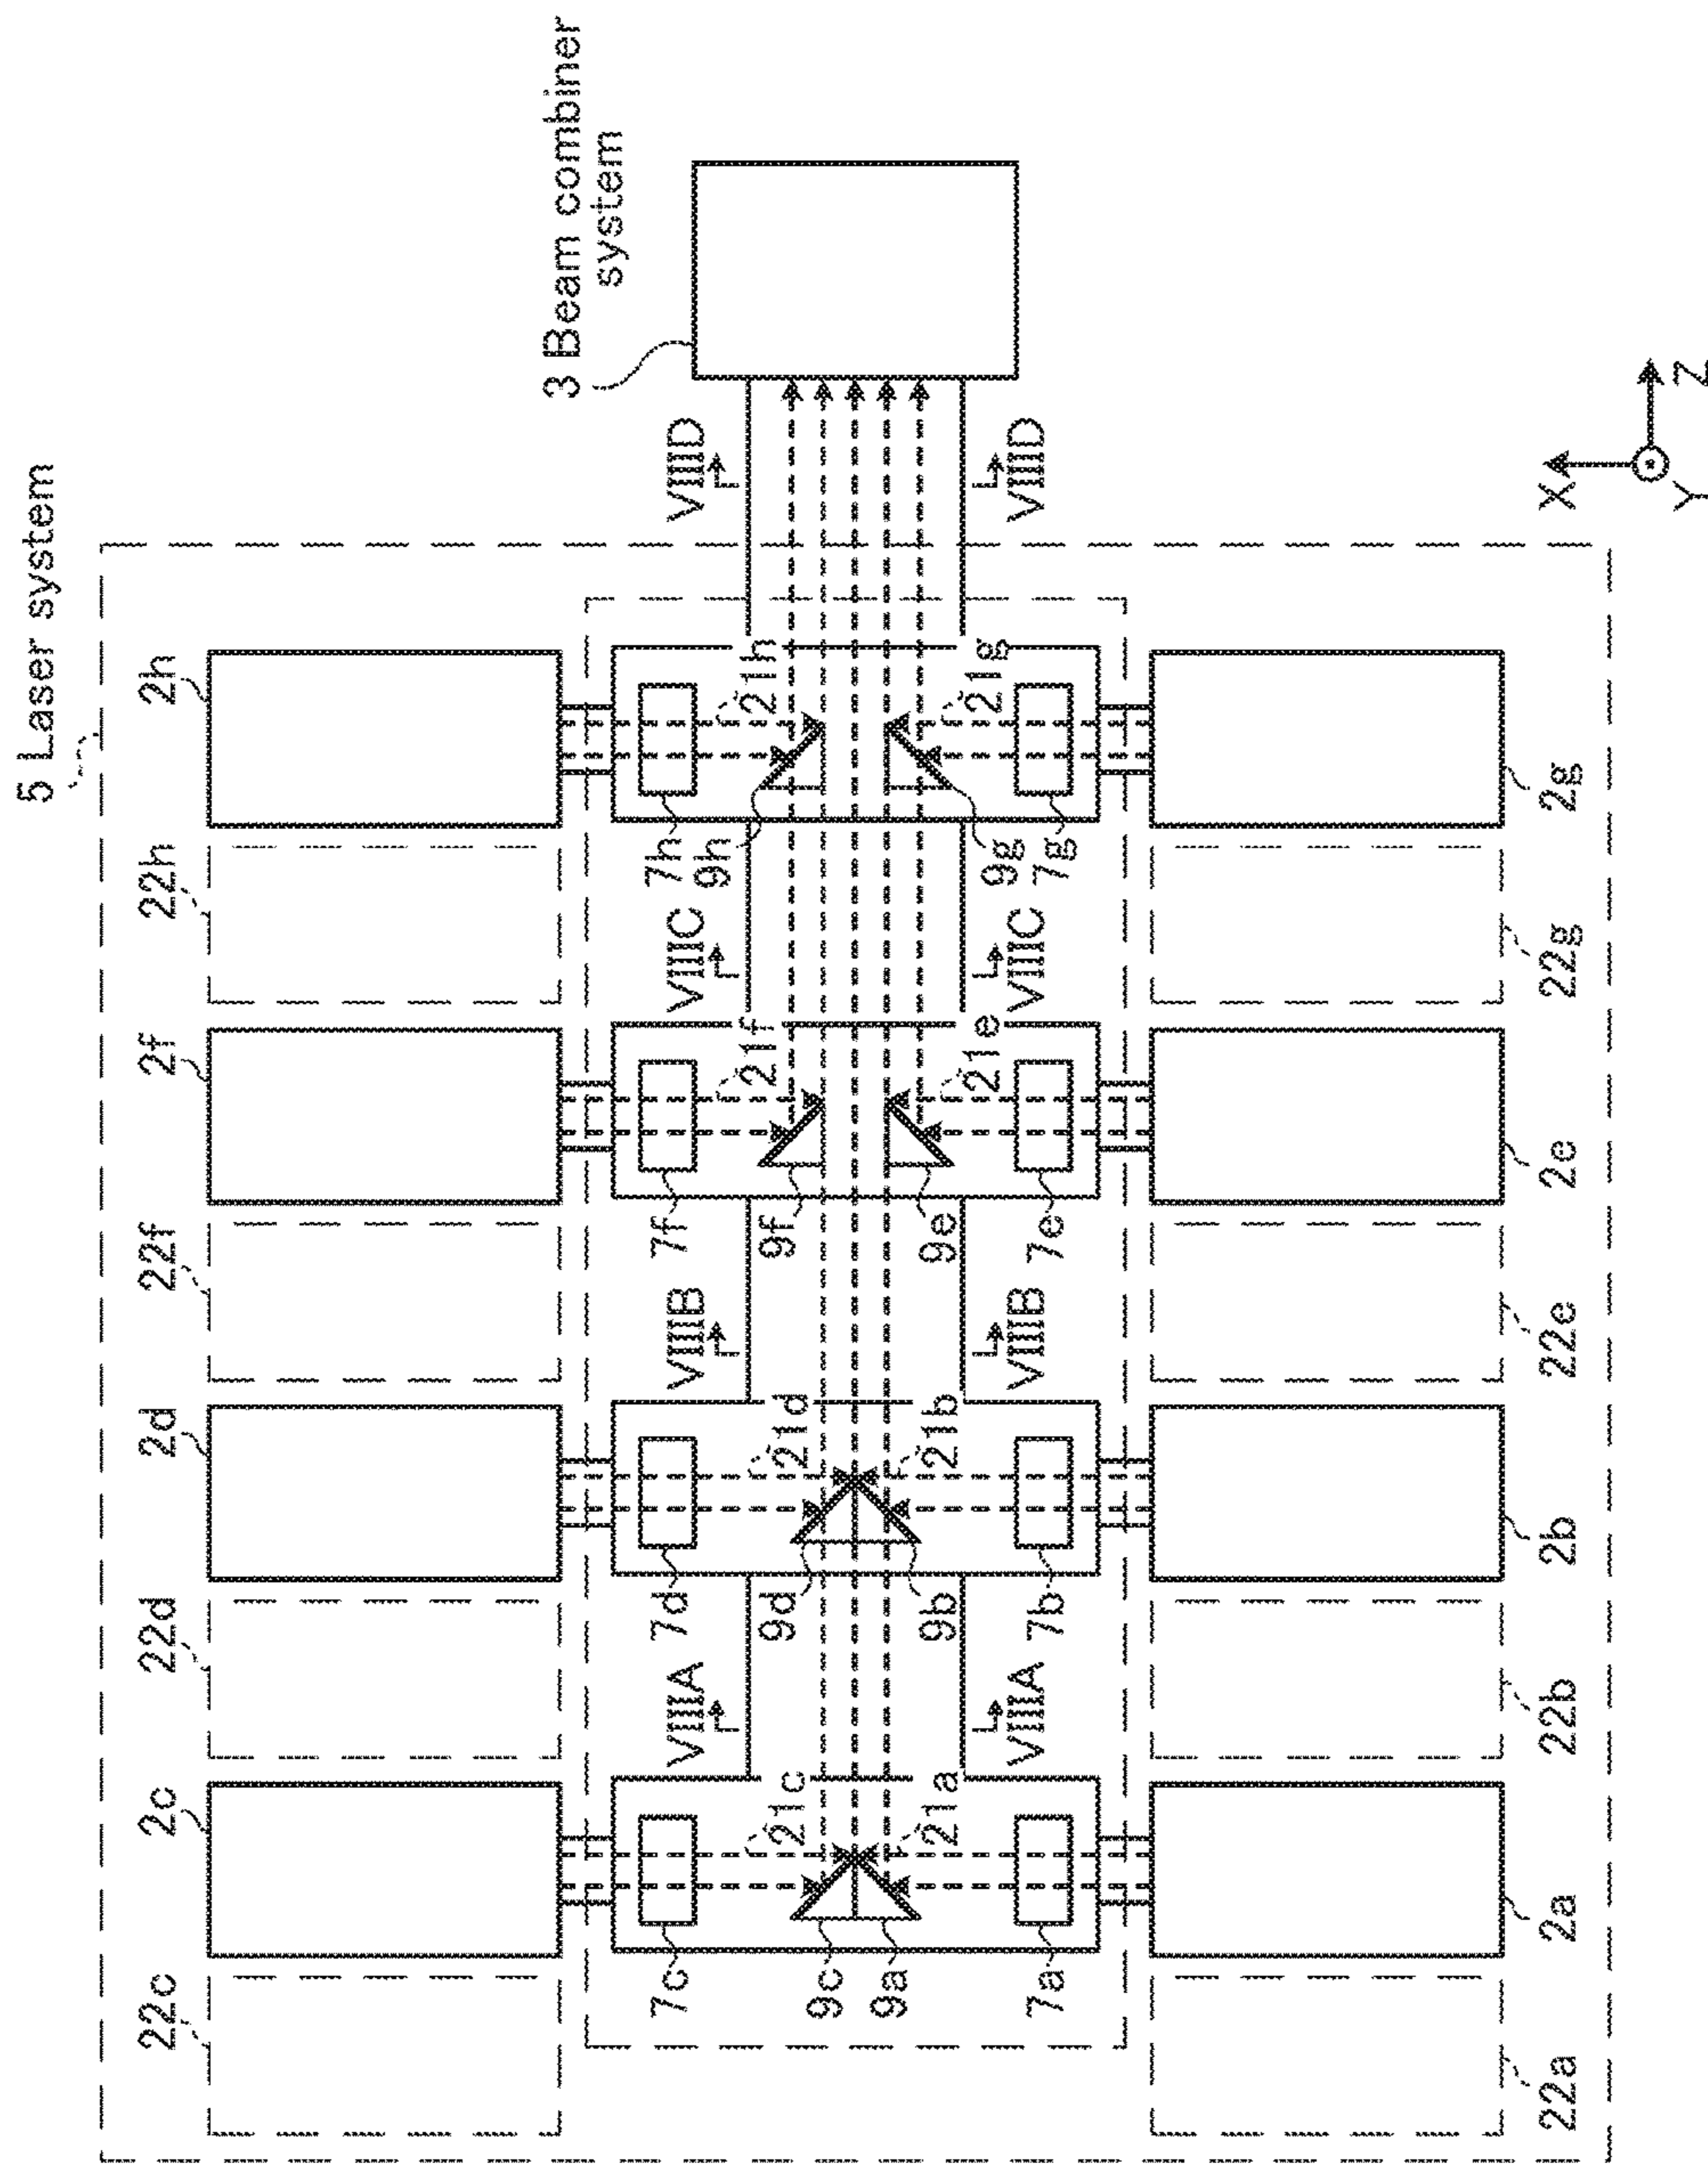 5 Laser system
3 Beam combiner
system
22c
2c
22d
2d
22f
2f
22h
2h
7c
VIIIA
7d
VIIIB
7f
VIIIC
7h
VIIID
9h
21c
21d
21f
21h
9c
9d
9f
9a
21a
9b
21b
9e
21e
9g
21g
7a
VIIIA
7b
VIIIB
7e
VIIIC
7g
VIIID
22a
2a
22b
2b
22e
2e
22g
2g
X
Y
Z